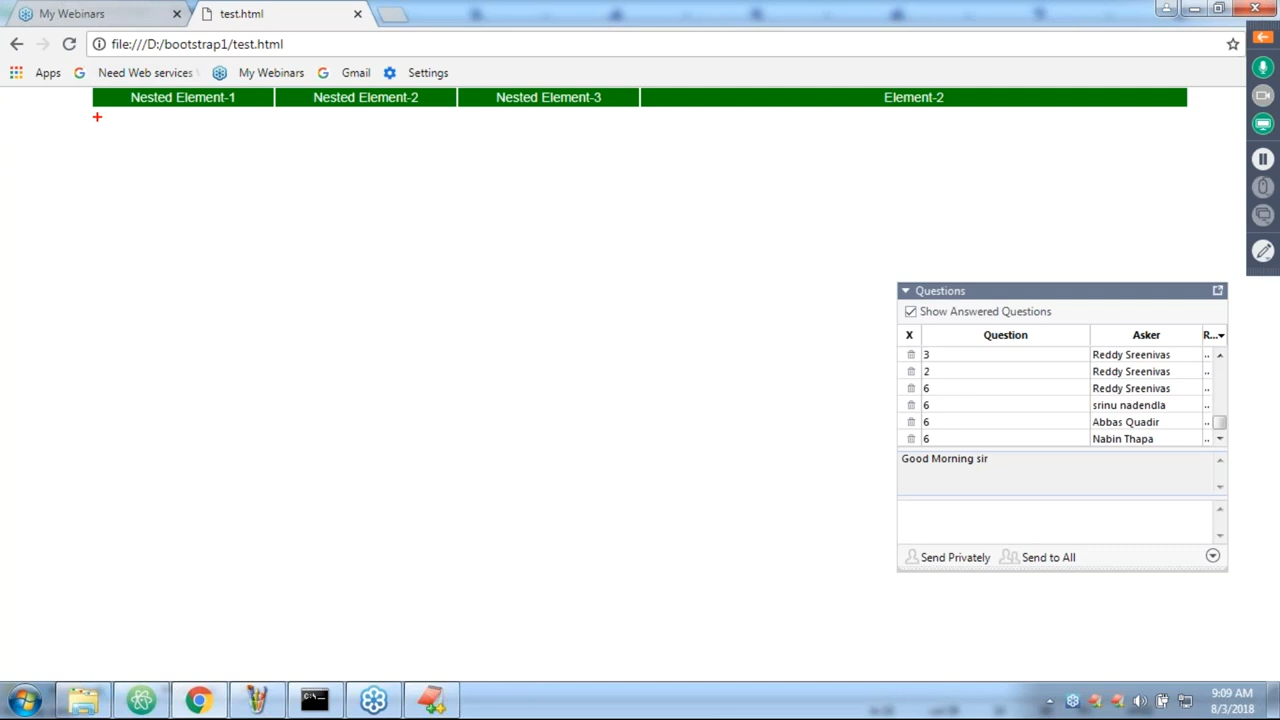 My Webinars
test.html
file:///D:/bootstrap1/test.html
Apps
Need Web services
My Webinars
Gmail
Settings
Nested Element-1
Nested Element-2
Nested Element-3
Element-2
Questions
Show Answered Questions
X Question Asker R...
3 Reddy Sreenivas ..
2 Reddy Sreenivas ..
6 Reddy Sreenivas ..
6 srinu nadendla ..
6 Abbas Quadir ..
6 Nabin Thapa ..
Good Morning sir
Send Privately
Send to All
9:09 AM
8/3/2018